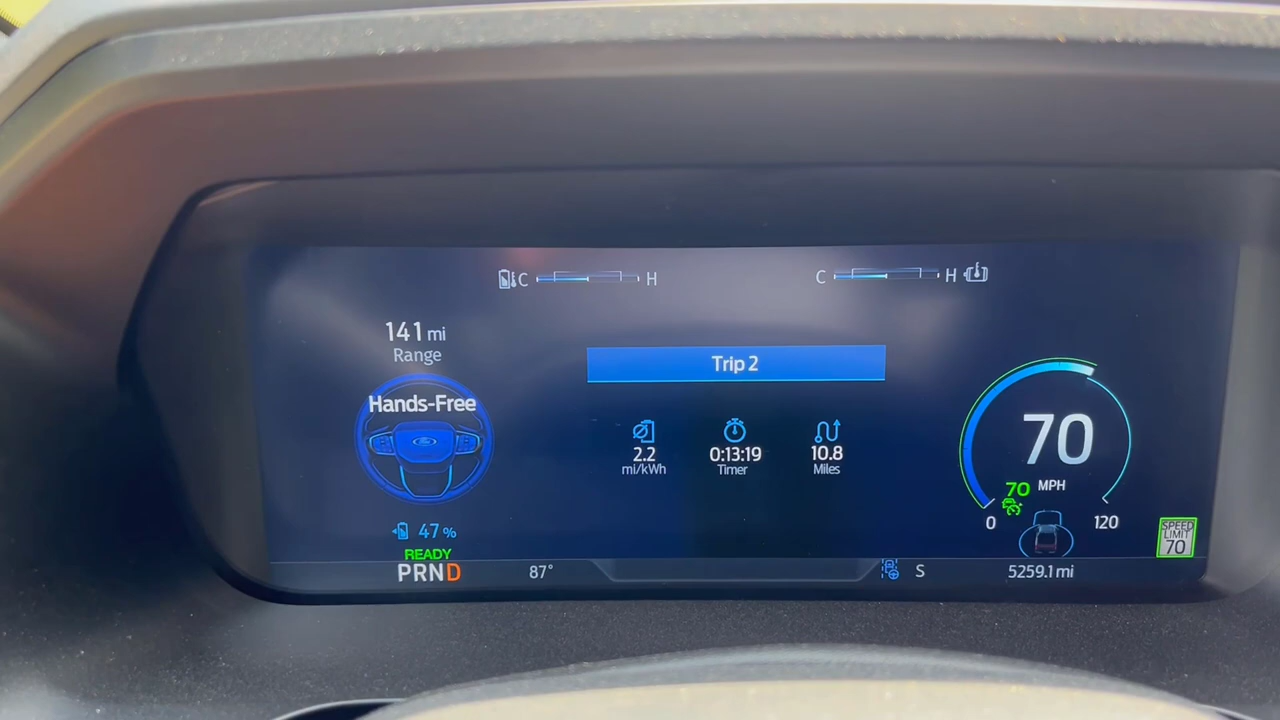 C H
C H
141 mi
Range
Hands-Free
Trip 2
2.2
mi/kWh
0:13:19
Timer
10.8
Miles
70
MPH
70
0
120
SPEED
LIMIT
70
47 %
READY
PRND
87°
S
5259.1 mi